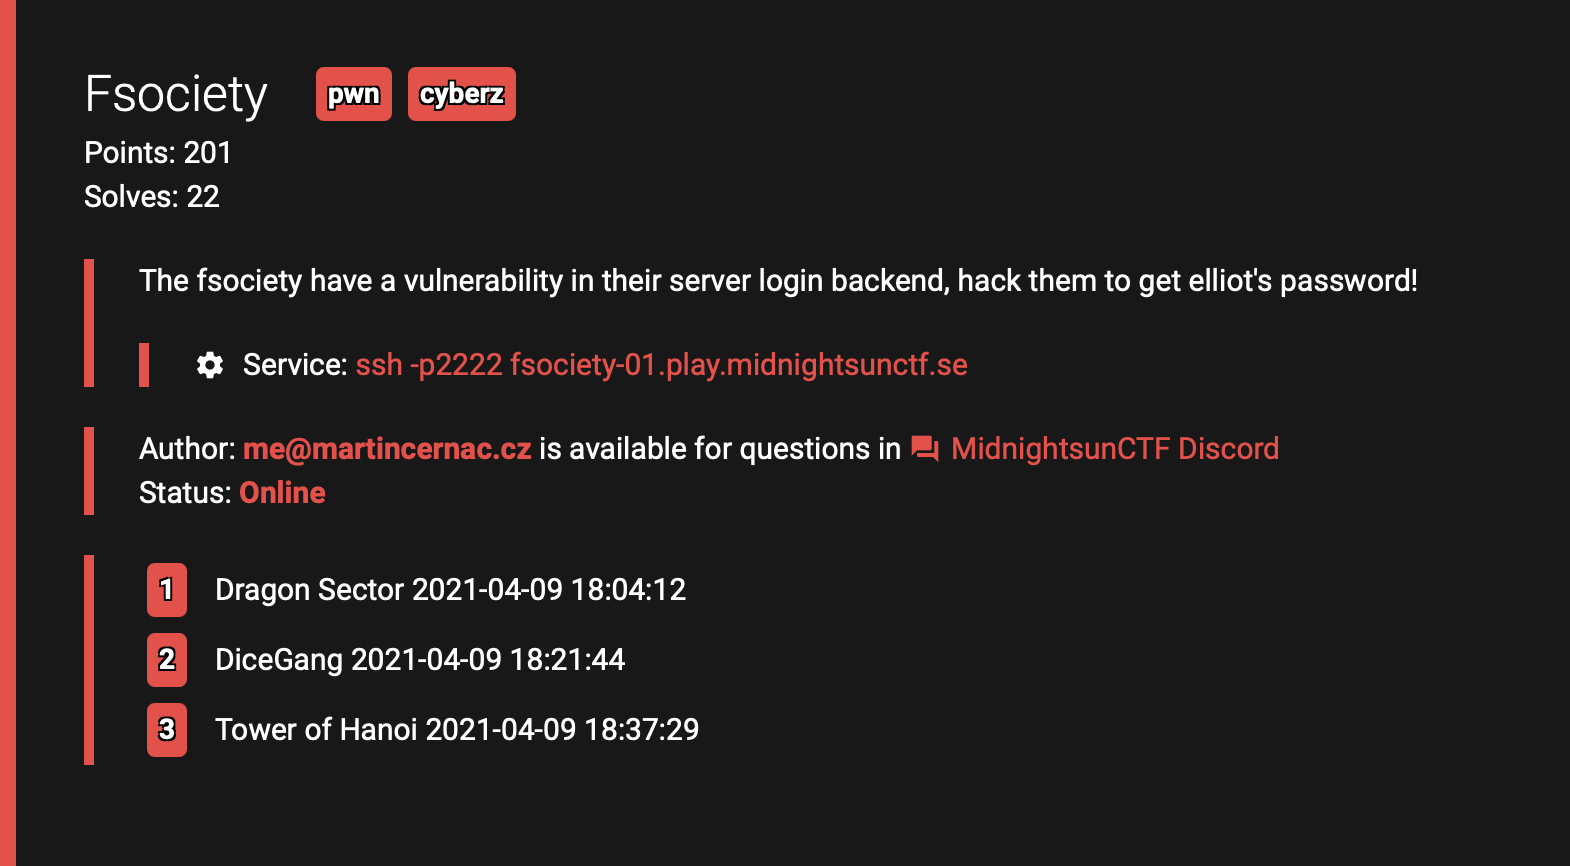 Fsociety pwn cyberz
Points: 201
Solves: 22
The fsociety have a vulnerability in their server login backend, hack them to get elliot's password!
Service: ssh -p2222 fsociety-01.play.midnightsunctf.se
Author: me@martincernac.cz is available for questions in MidnightsunCTF Discord
Status: Online
1 Dragon Sector 2021-04-09 18:04:12
2 DiceGang 2021-04-09 18:21:44
3 Tower of Hanoi 2021-04-09 18:37:29